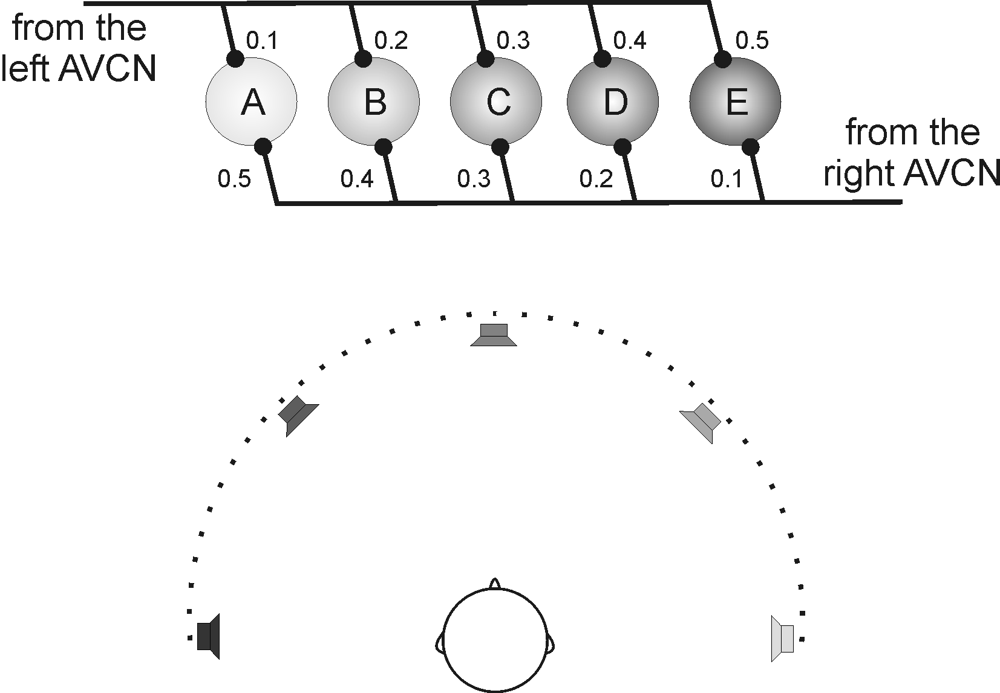 from the
left AVCN
0.1 0.2 0.3 0.4 0.5
A B C D E
from the
right AVCN
0.5 0.4 0.3 0.2 0.1